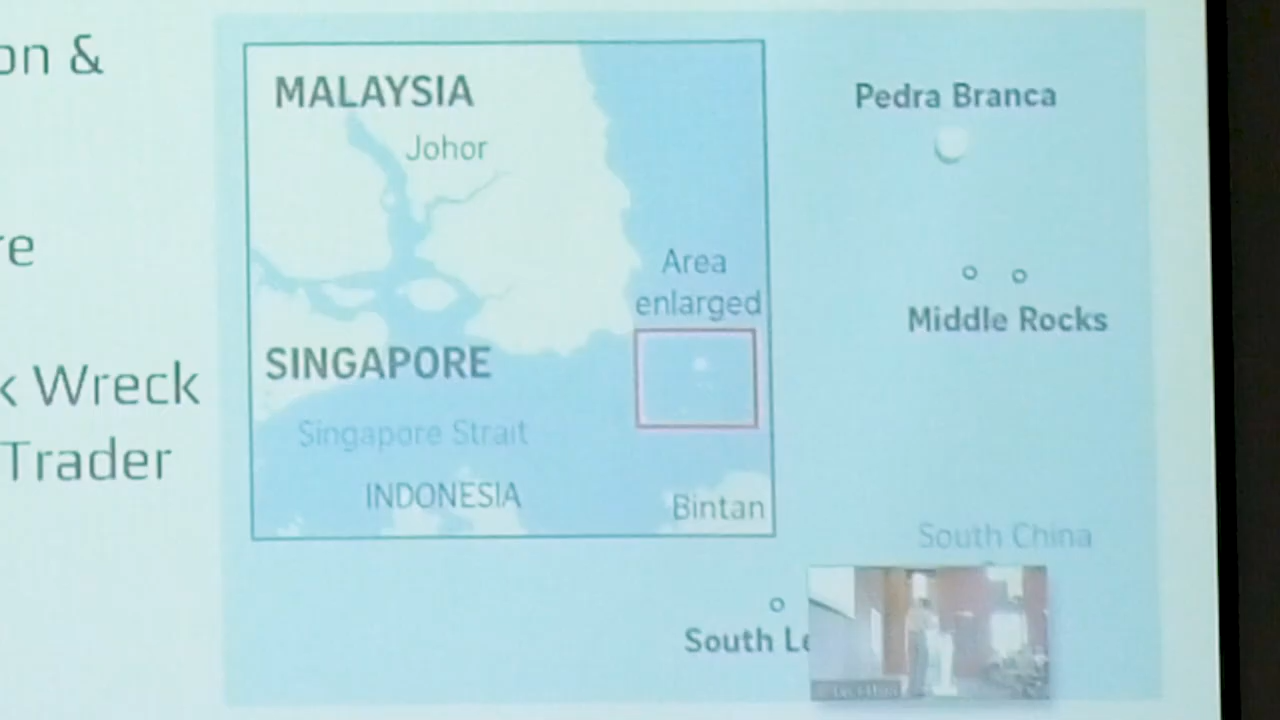 on &
re
k Wreck
Trader
MALAYSIA
Johor
Area
enlarged
SINGAPORE
Singapore Strait
INDONESIA
Bintan
Pedra Branca
Middle Rocks
South China
South Le